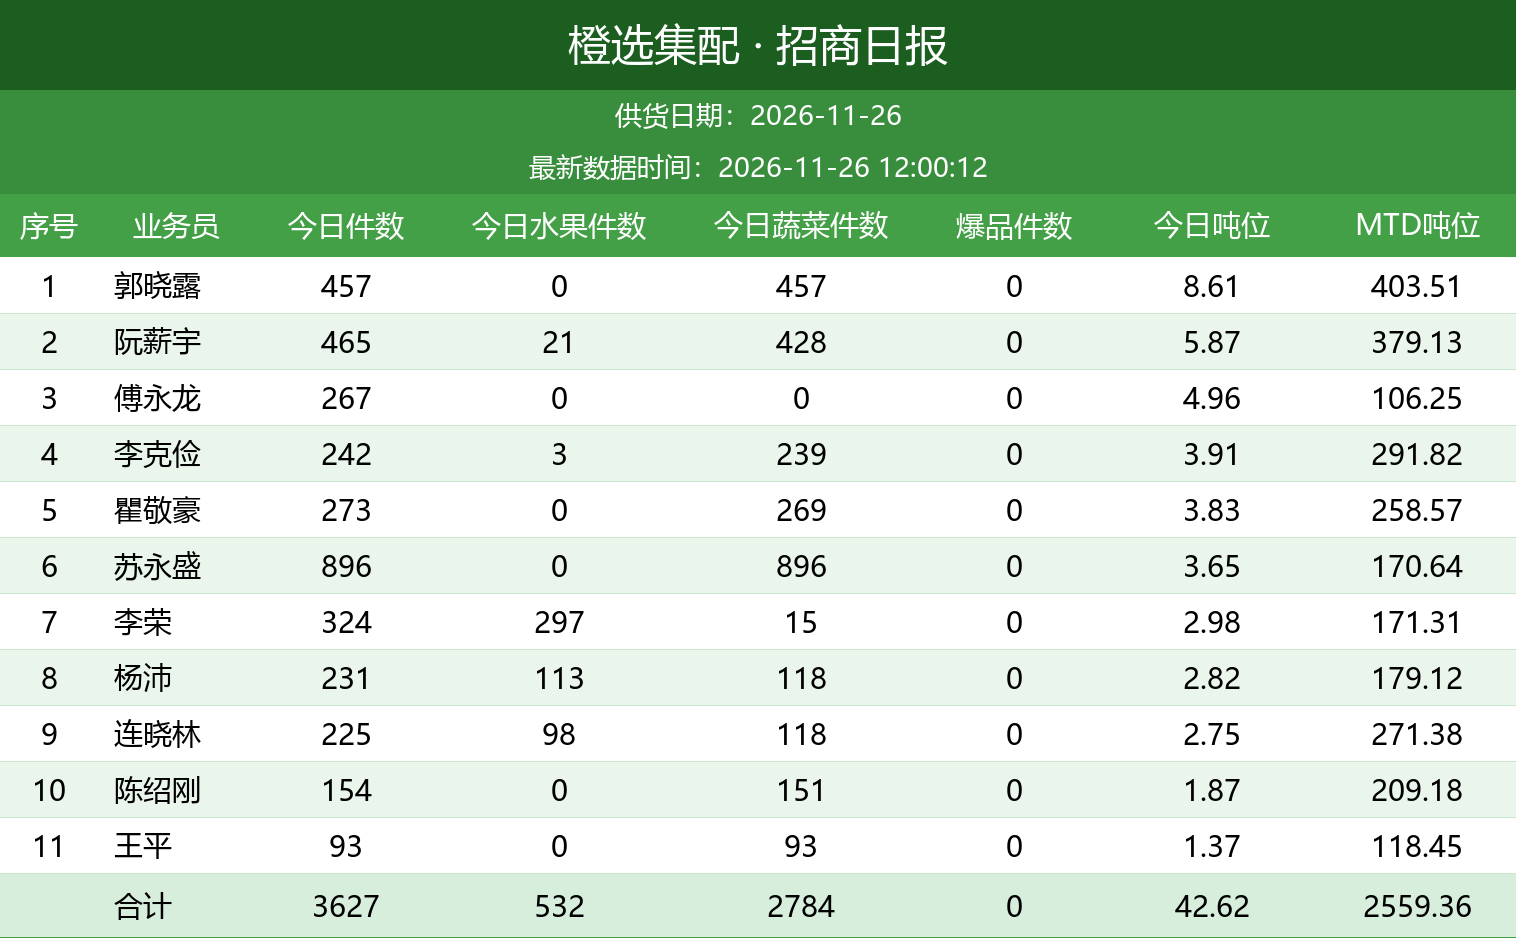 橙选集配 · 招商日报
供货日期：2026-11-26
最新数据时间：2026-11-26 12:00:12
序号 业务员 今日件数 今日水果件数 今日蔬菜件数 爆品件数 今日吨位 MTD吨位
1 郭晓露 457 0 457 0 8.61 403.51
2 阮薪宇 465 21 428 0 5.87 379.13
3 傅永龙 267 0 0 0 4.96 106.25
4 李克俭 242 3 239 0 3.91 291.82
5 瞿敬豪 273 0 269 0 3.83 258.57
6 苏永盛 896 0 896 0 3.65 170.64
7 李荣 324 297 15 0 2.98 171.31
8 杨沛 231 113 118 0 2.82 179.12
9 连晓林 225 98 118 0 2.75 271.38
10 陈绍刚 154 0 151 0 1.87 209.18
11 王平 93 0 93 0 1.37 118.45
合计 3627 532 2784 0 42.62 2559.36